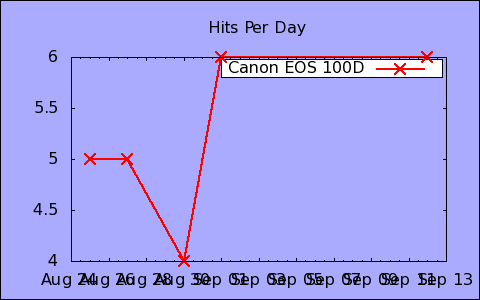 Hits Per Day
6
Canon EOS 100D
5.5
5
4.5
4
Aug 24 Aug 26 Aug 28 Aug 30 Sep 01 Sep 03 Sep 05 Sep 07 Sep 09 Sep 11 Sep 13